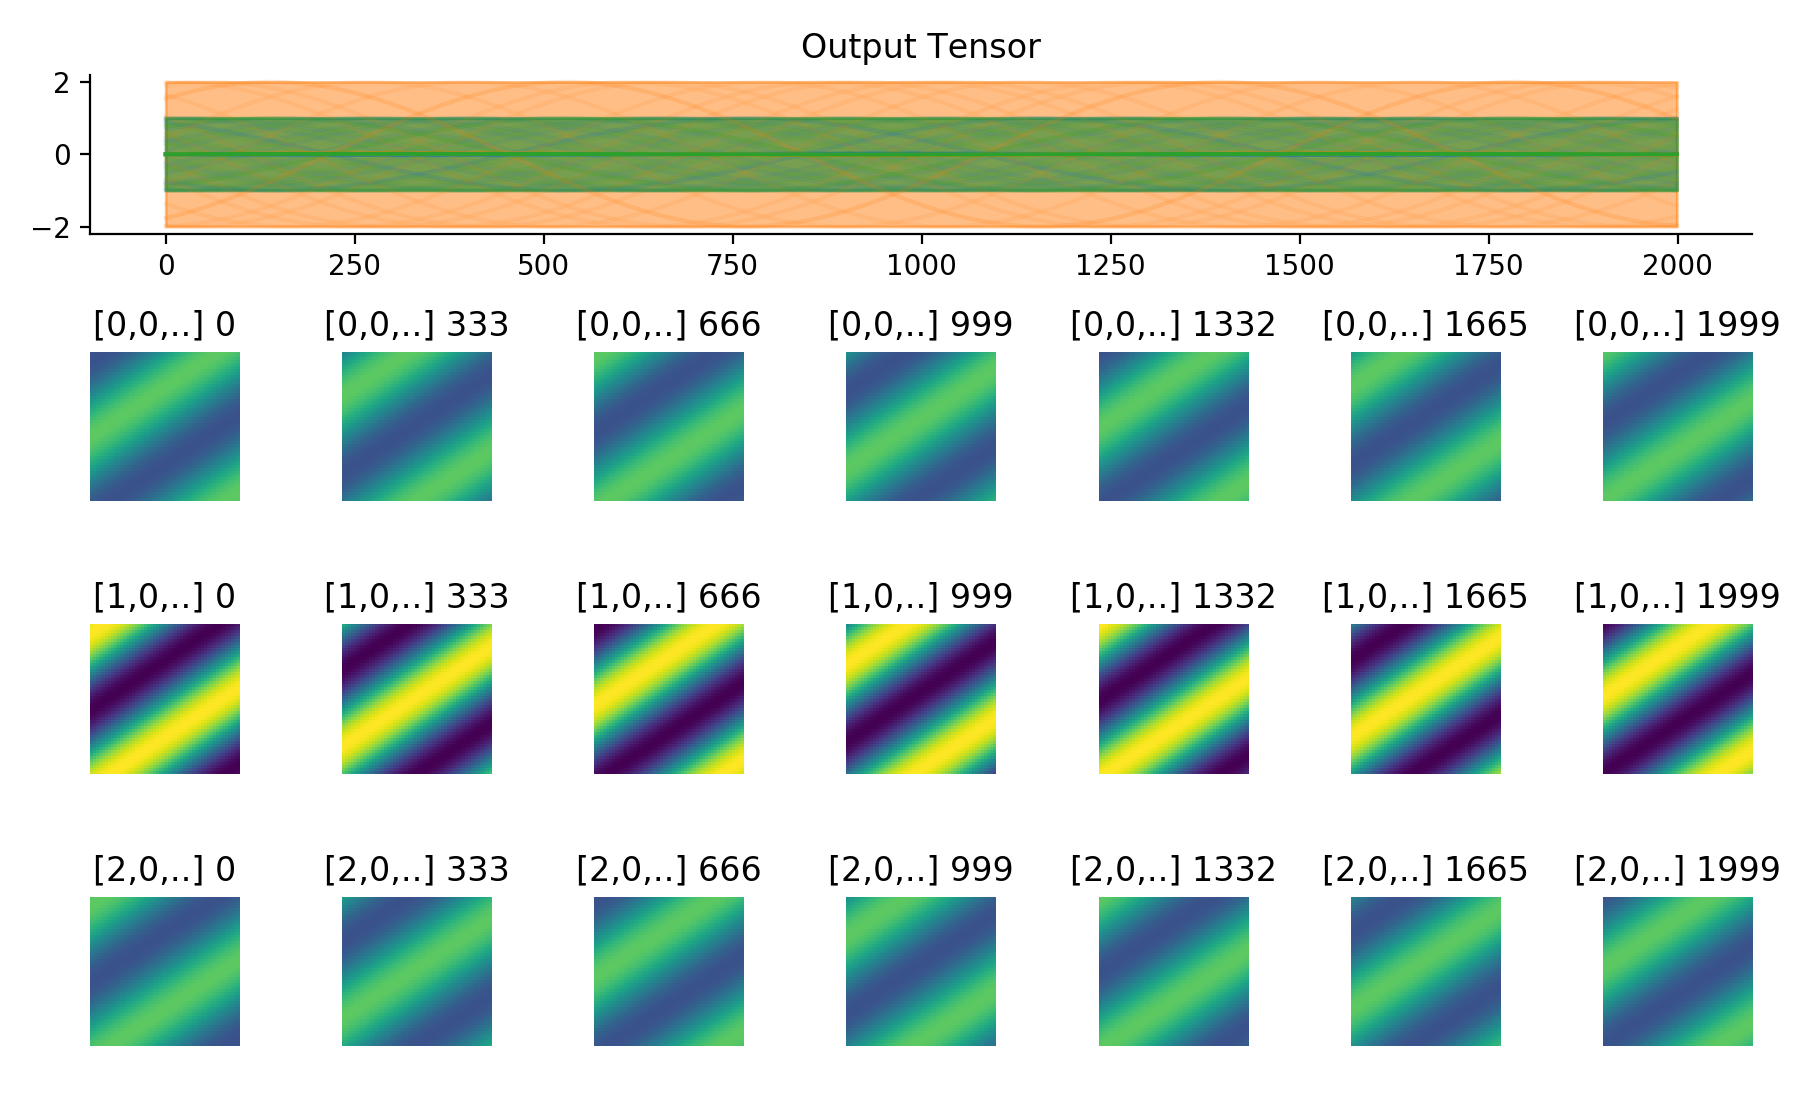 Output Tensor
2
0
−2
0 250 500 750 1000 1250 1500 1750 2000
[0,0,..] 0 [0,0,..] 333 [0,0,..] 666 [0,0,..] 999 [0,0,..] 1332 [0,0,..] 1665 [0,0,..] 1999
[1,0,..] 0 [1,0,..] 333 [1,0,..] 666 [1,0,..] 999 [1,0,..] 1332 [1,0,..] 1665 [1,0,..] 1999
[2,0,..] 0 [2,0,..] 333 [2,0,..] 666 [2,0,..] 999 [2,0,..] 1332 [2,0,..] 1665 [2,0,..] 1999